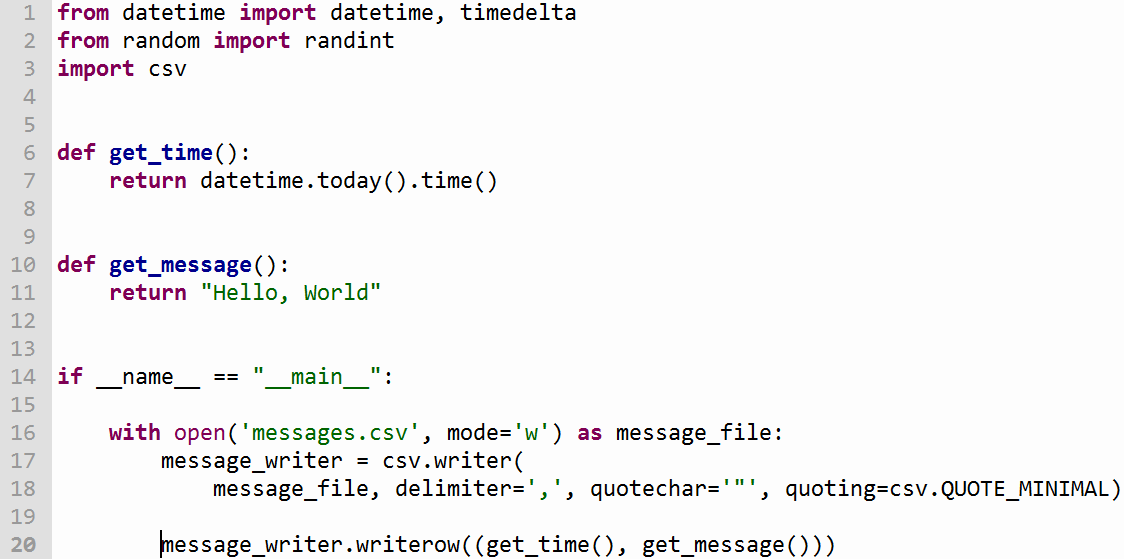 1 from datetime import datetime, timedelta
2 from random import randint
3 import csv
4
5
6 def get_time():
7     return datetime.today().time()
8
9
10 def get_message():
11     return "Hello, World"
12
13
14 if __name__ == "__main__":
15
16     with open('messages.csv', mode='w') as message_file:
17         message_writer = csv.writer(
18             message_file, delimiter=',', quotechar='"', quoting=csv.QUOTE_MINIMAL)
19
20         message_writer.writerow((get_time(), get_message()))